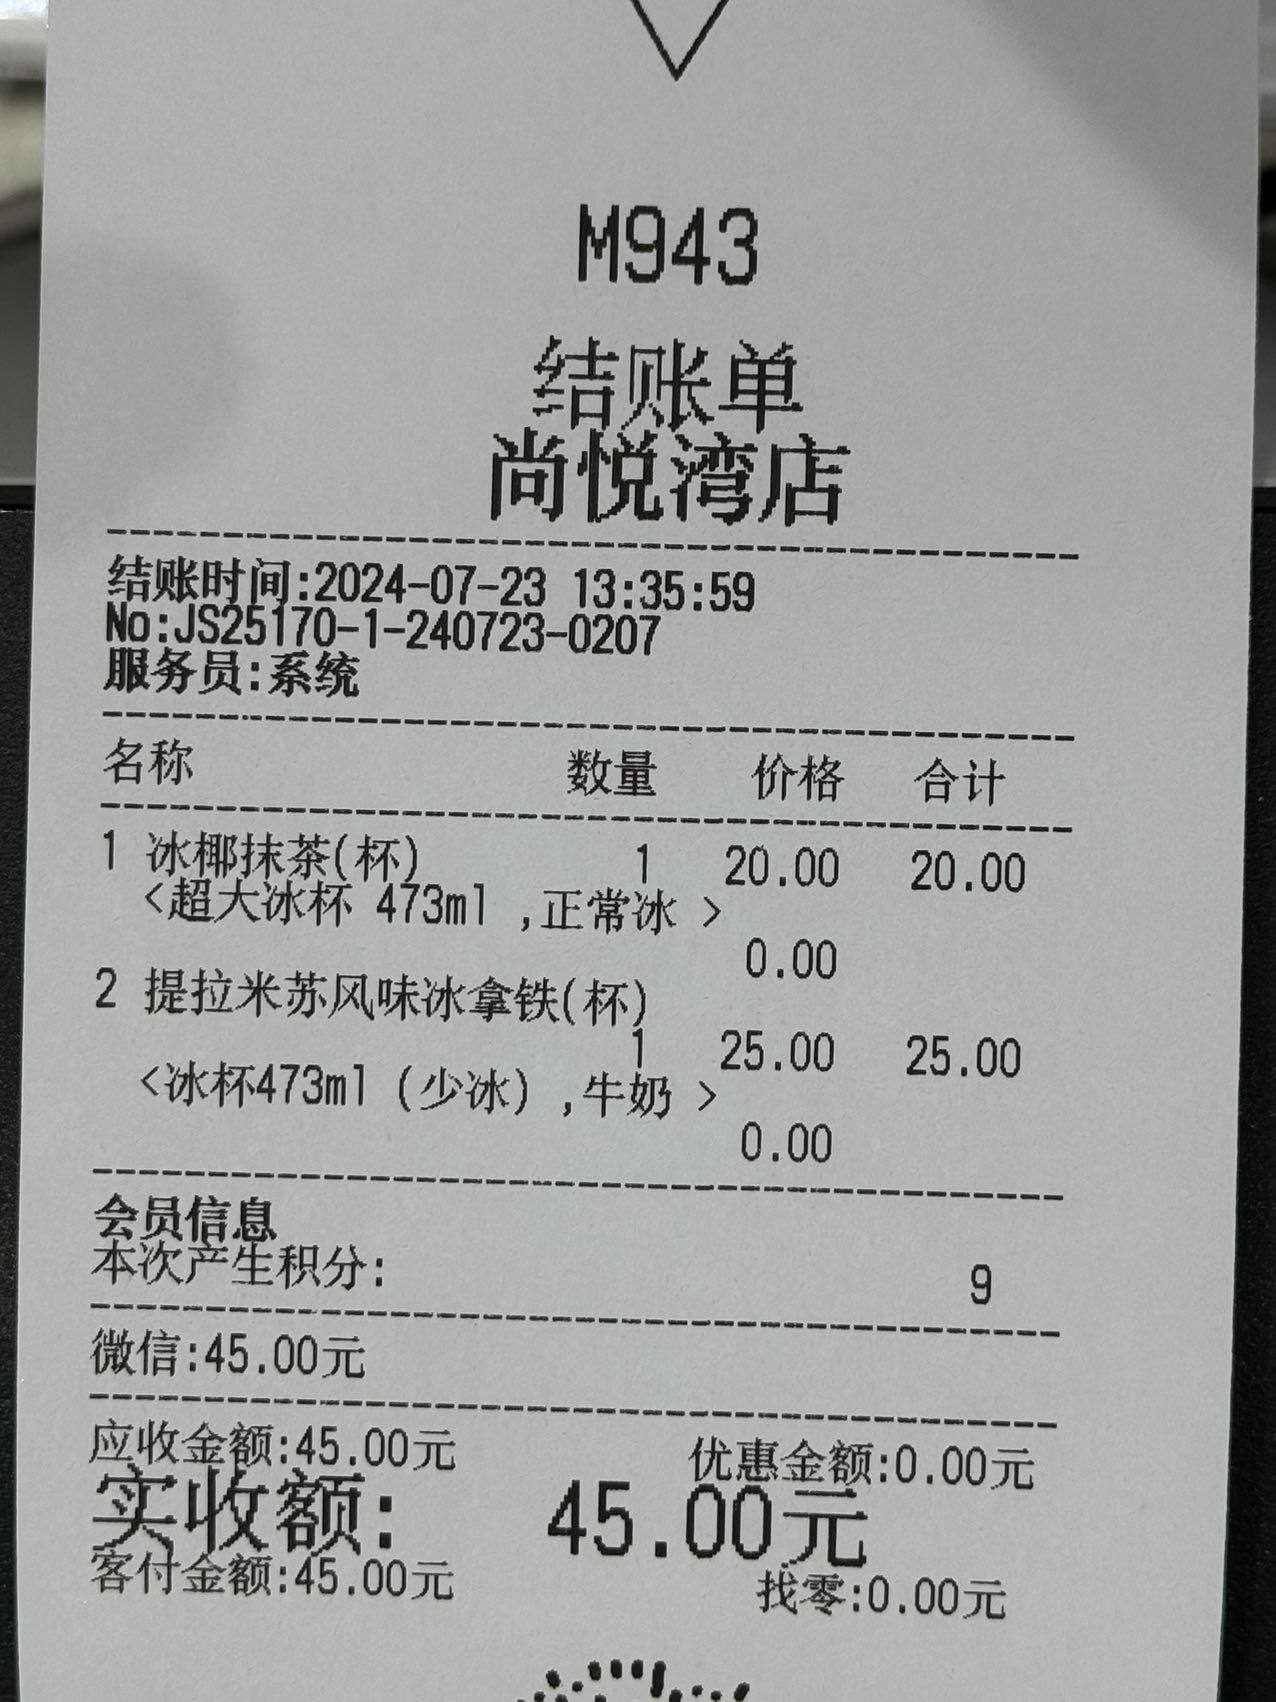 M943
结账单
尚悦湾店
结账时间:2024-07-23 13:35:59
No:JS25170-1-240723-0207
服务员:系统
名称 数量 价格 合计
1 冰椰抹茶(杯) 1 20.00 20.00
<超大冰杯 473ml ,正常冰 >
0.00
2 提拉米苏风味冰拿铁(杯)
1 25.00 25.00
<冰杯473ml (少冰) ,牛奶 >
0.00
会员信息
本次产生积分: 9
微信:45.00元
应收金额:45.00元 优惠金额:0.00元
实收额: 45.00元
客付金额:45.00元 找零:0.00元